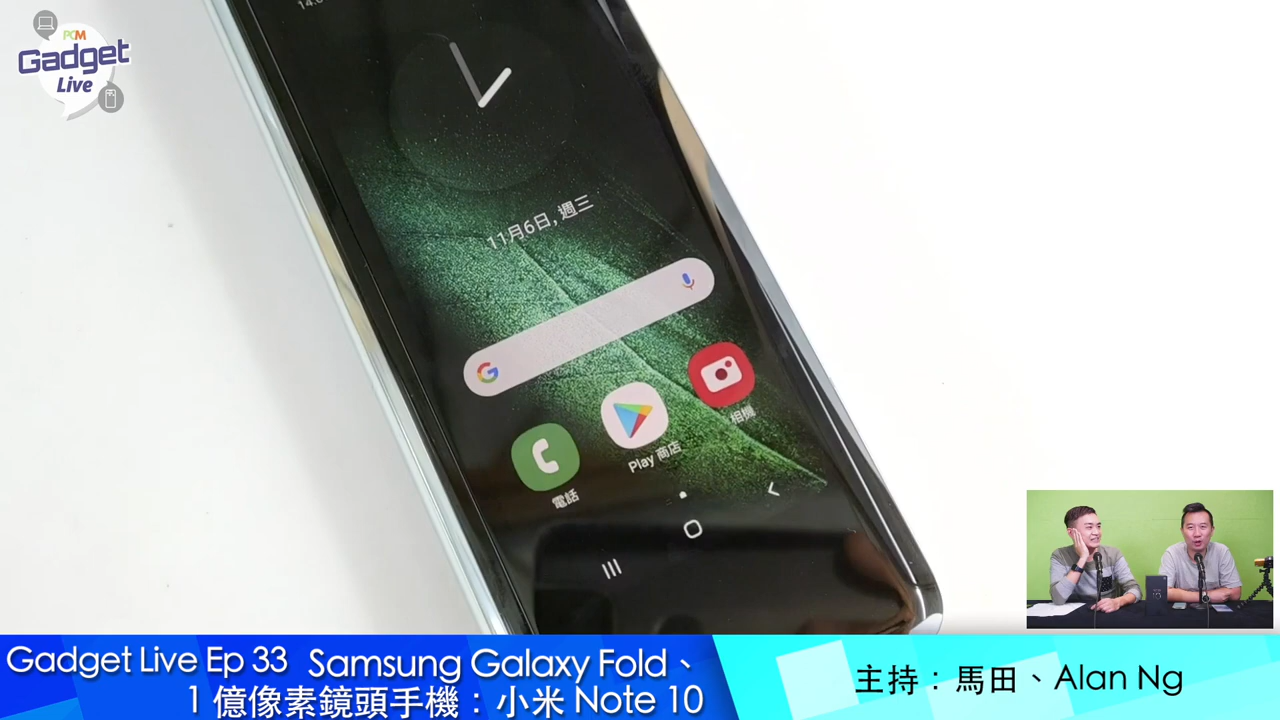 PCM
Gadget
Live
11月6日, 週三
電話
Play 商店
相機
Gadget Live Ep 33 Samsung Galaxy Fold、
1 億像素鏡頭手機：小米 Note 10
主持：馬田、Alan Ng